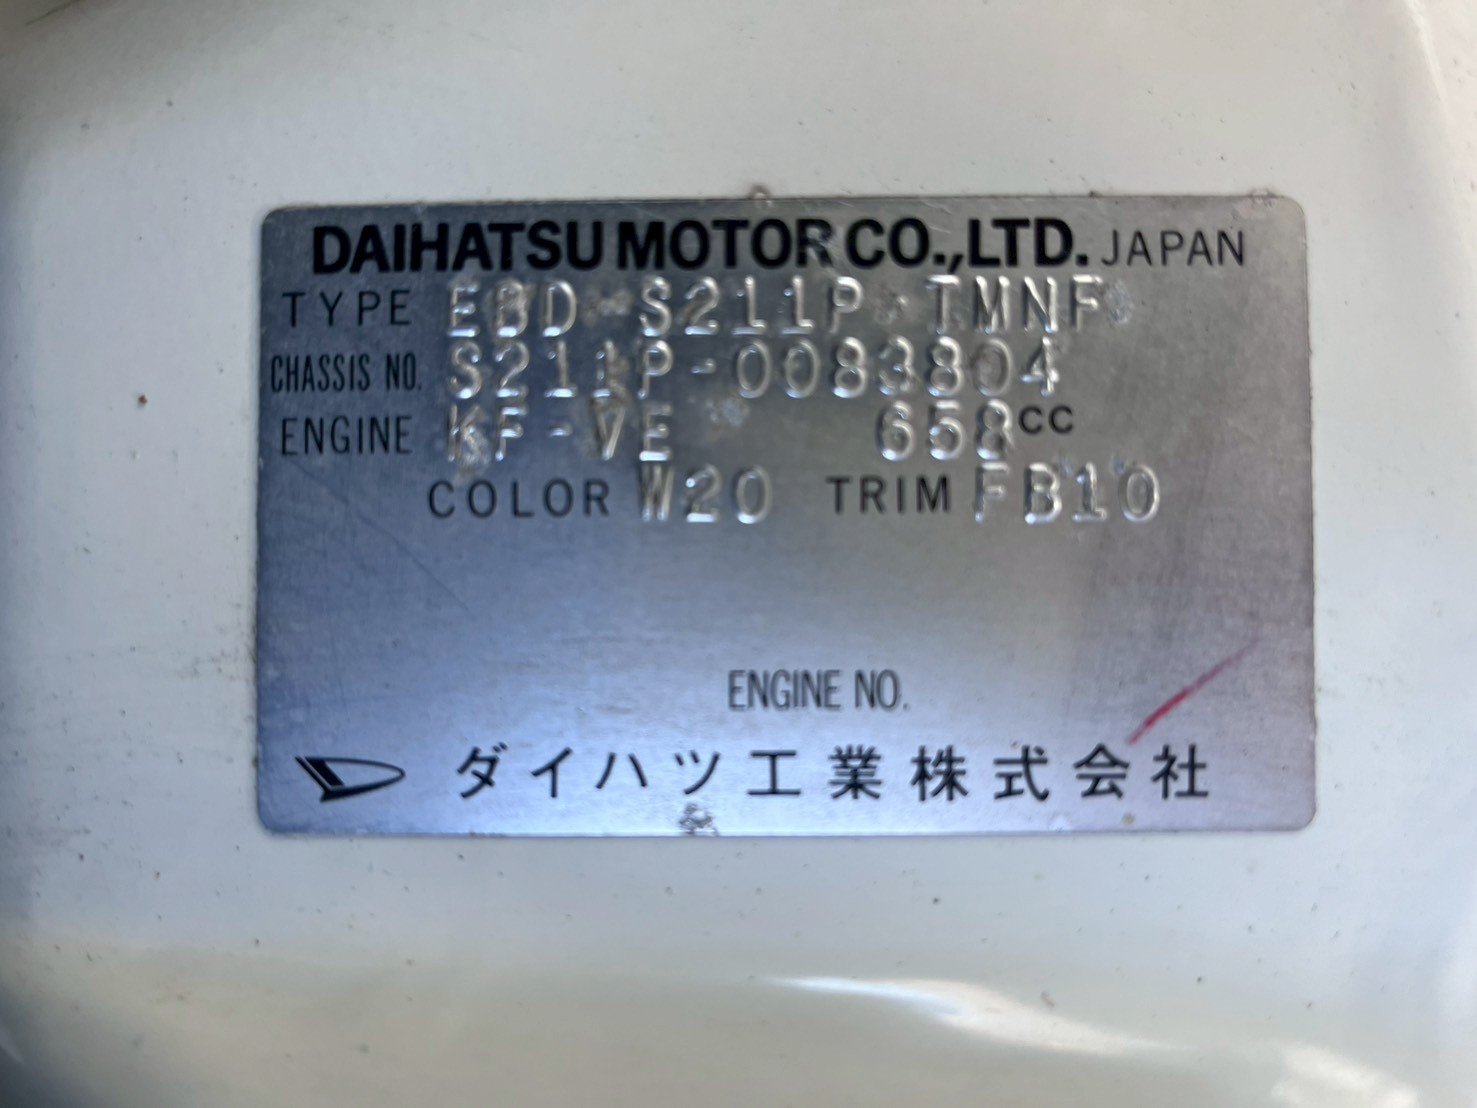 DAIHATSU MOTOR CO.,LTD. JAPAN
TYPE EBD-S211P-TMNF
CHASSIS NO. S211P-0083804
ENGINE KF-VE 658cc
COLOR W20 TRIM FB10
ENGINE NO.
ダイハツ工業株式会社